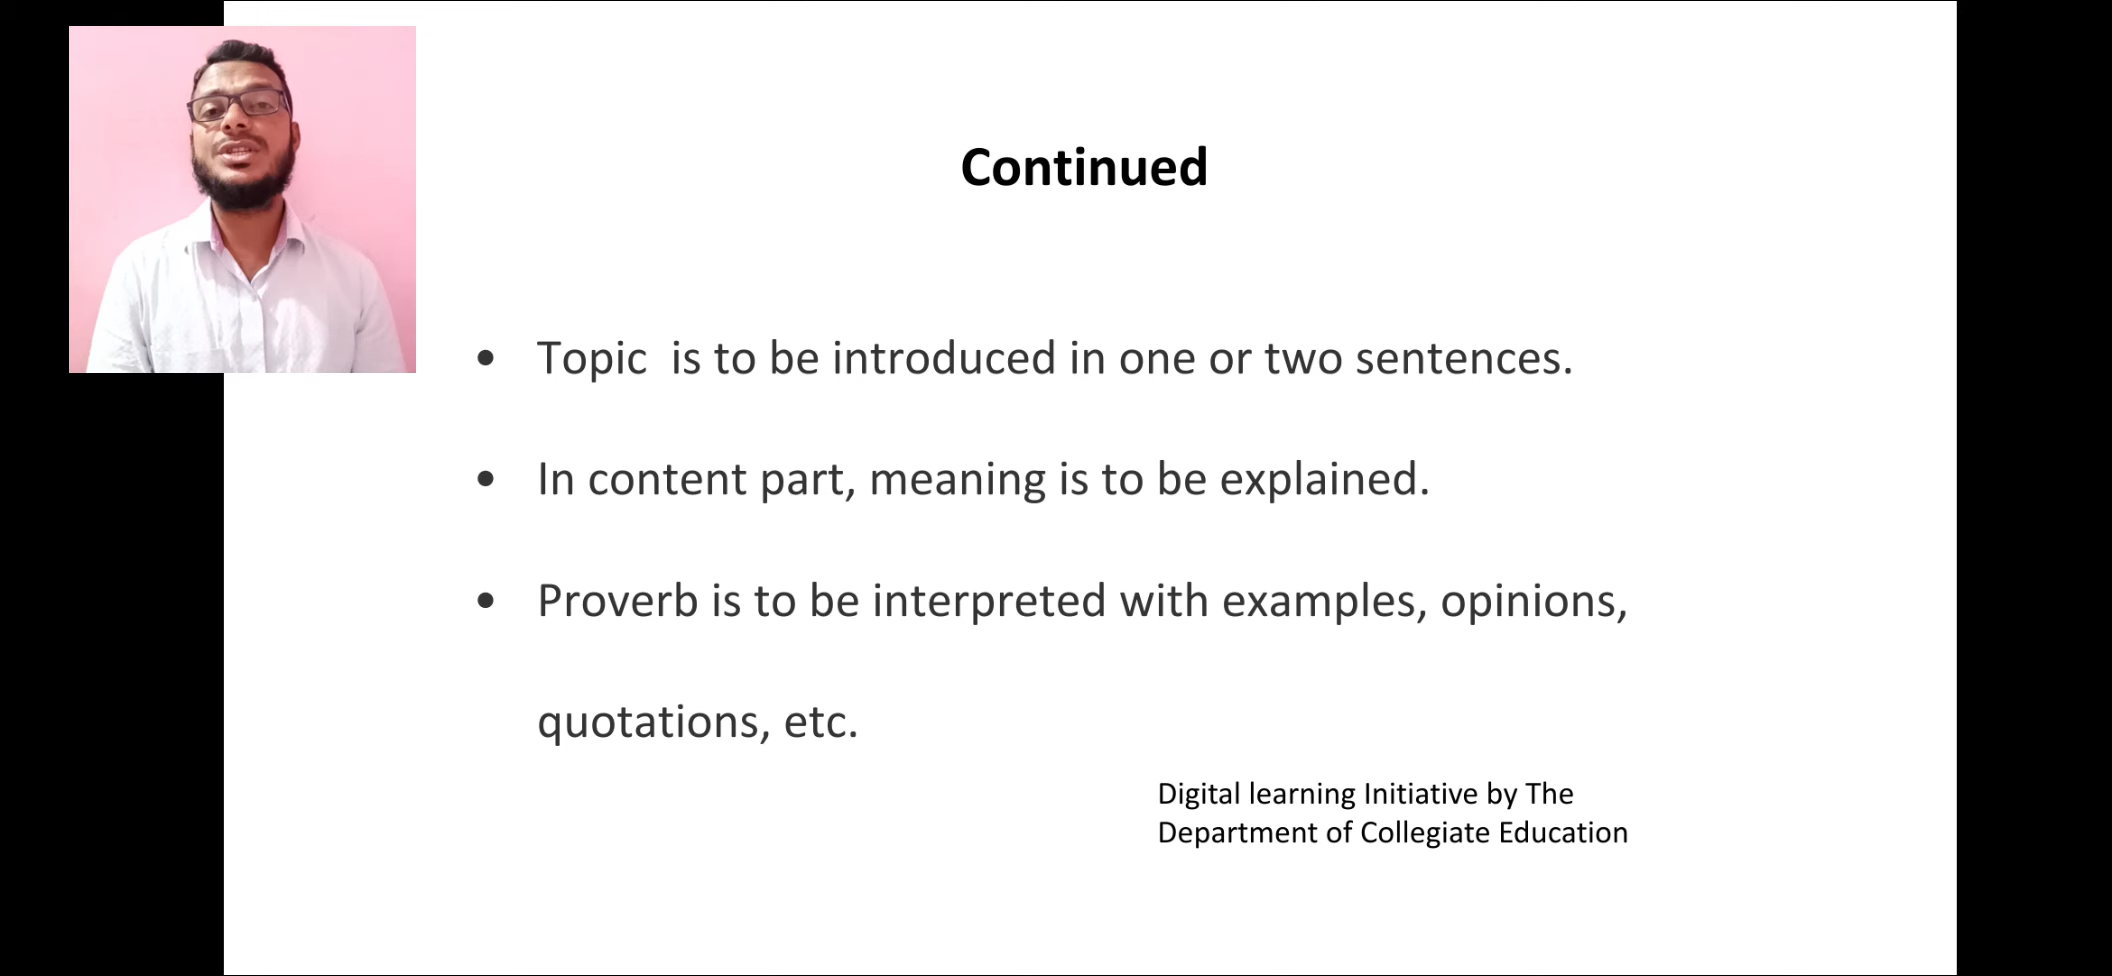 Continued
• Topic is to be introduced in one or two sentences.
• In content part, meaning is to be explained.
• Proverb is to be interpreted with examples, opinions,
quotations, etc.
Digital learning Initiative by The
Department of Collegiate Education